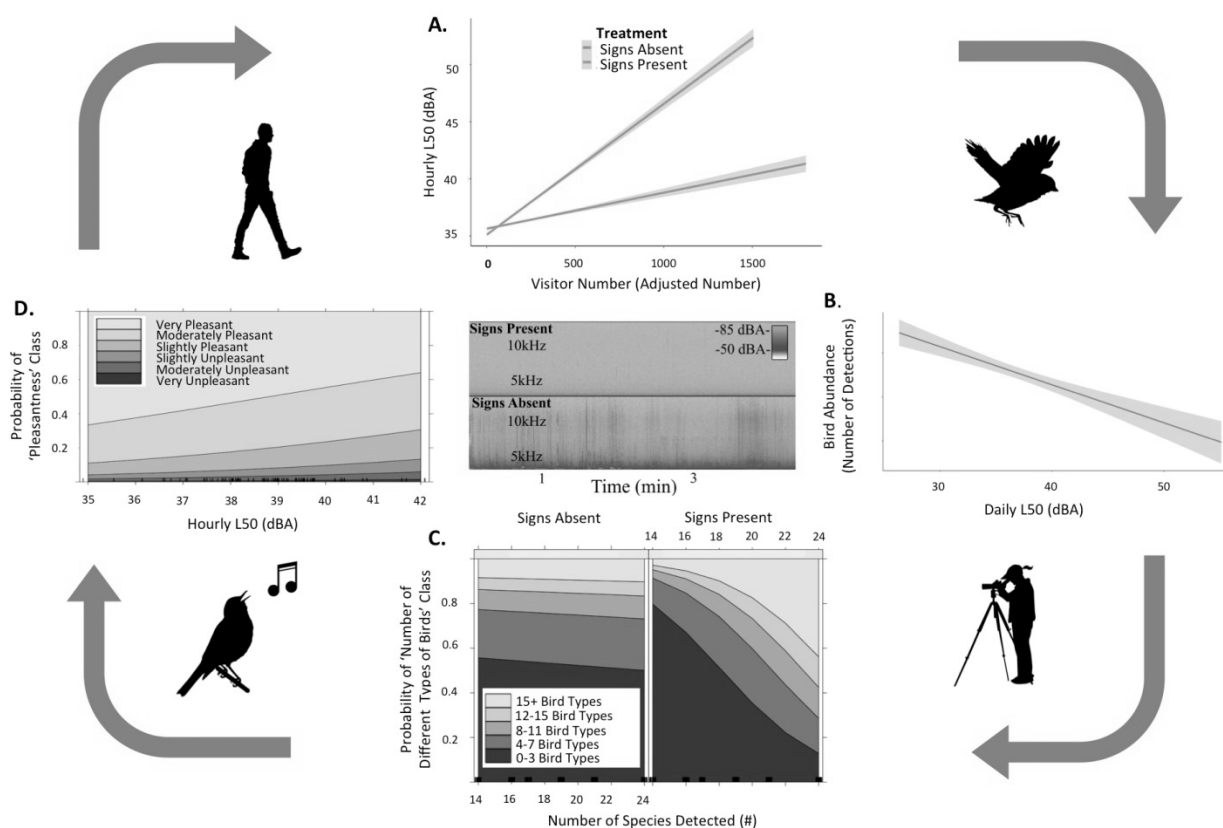 A.
Treatment
Signs Absent
Signs Present
Hourly L50 (dBA)
50
45
40
35
0
500
1000
1500
Visitor Number (Adjusted Number)
D.
Very Pleasant
Moderately Pleasant
Slightly Pleasant
Slightly Unpleasant
Moderately Unpleasant
Very Unpleasant
Probability of
'Pleasantness' Class
0.8
0.6
0.4
0.2
35 36 37 38 39 40 41 42
Hourly L50 (dBA)
Signs Present
10kHz
5kHz
-85 dBA-
-50 dBA-
Signs Absent
10kHz
5kHz
1 3
Time (min)
B.
Bird Abundance
(Number of Detections)
30 40 50
Daily L50 (dBA)
C.
Signs Absent
Signs Present
14 16 18 20 22 24
Probability of 'Number of
Different Types of Birds' Class
0.8
0.6
0.4
0.2
15+ Bird Types
12-15 Bird Types
8-11 Bird Types
4-7 Bird Types
0-3 Bird Types
14 16 18 20 22 24
Number of Species Detected (#)